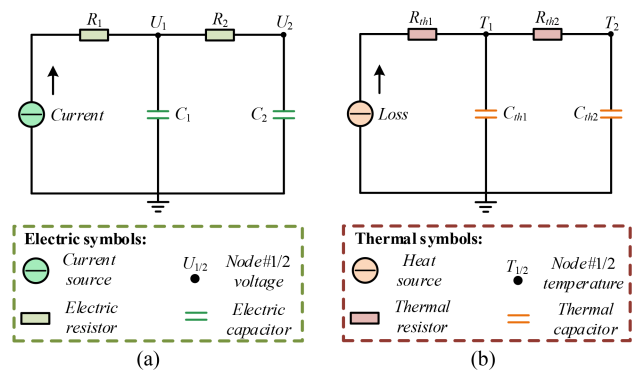 R1 U1 R2 U2
Current C1 C2
Electric symbols:
Current source
U1/2 Node#1/2 voltage
Electric resistor
Electric capacitor
(a)
Rth1 T1 Rth2 T2
Loss Cth1 Cth2
Thermal symbols:
Heat source
T1/2 Node#1/2 temperature
Thermal resistor
Thermal capacitor
(b)